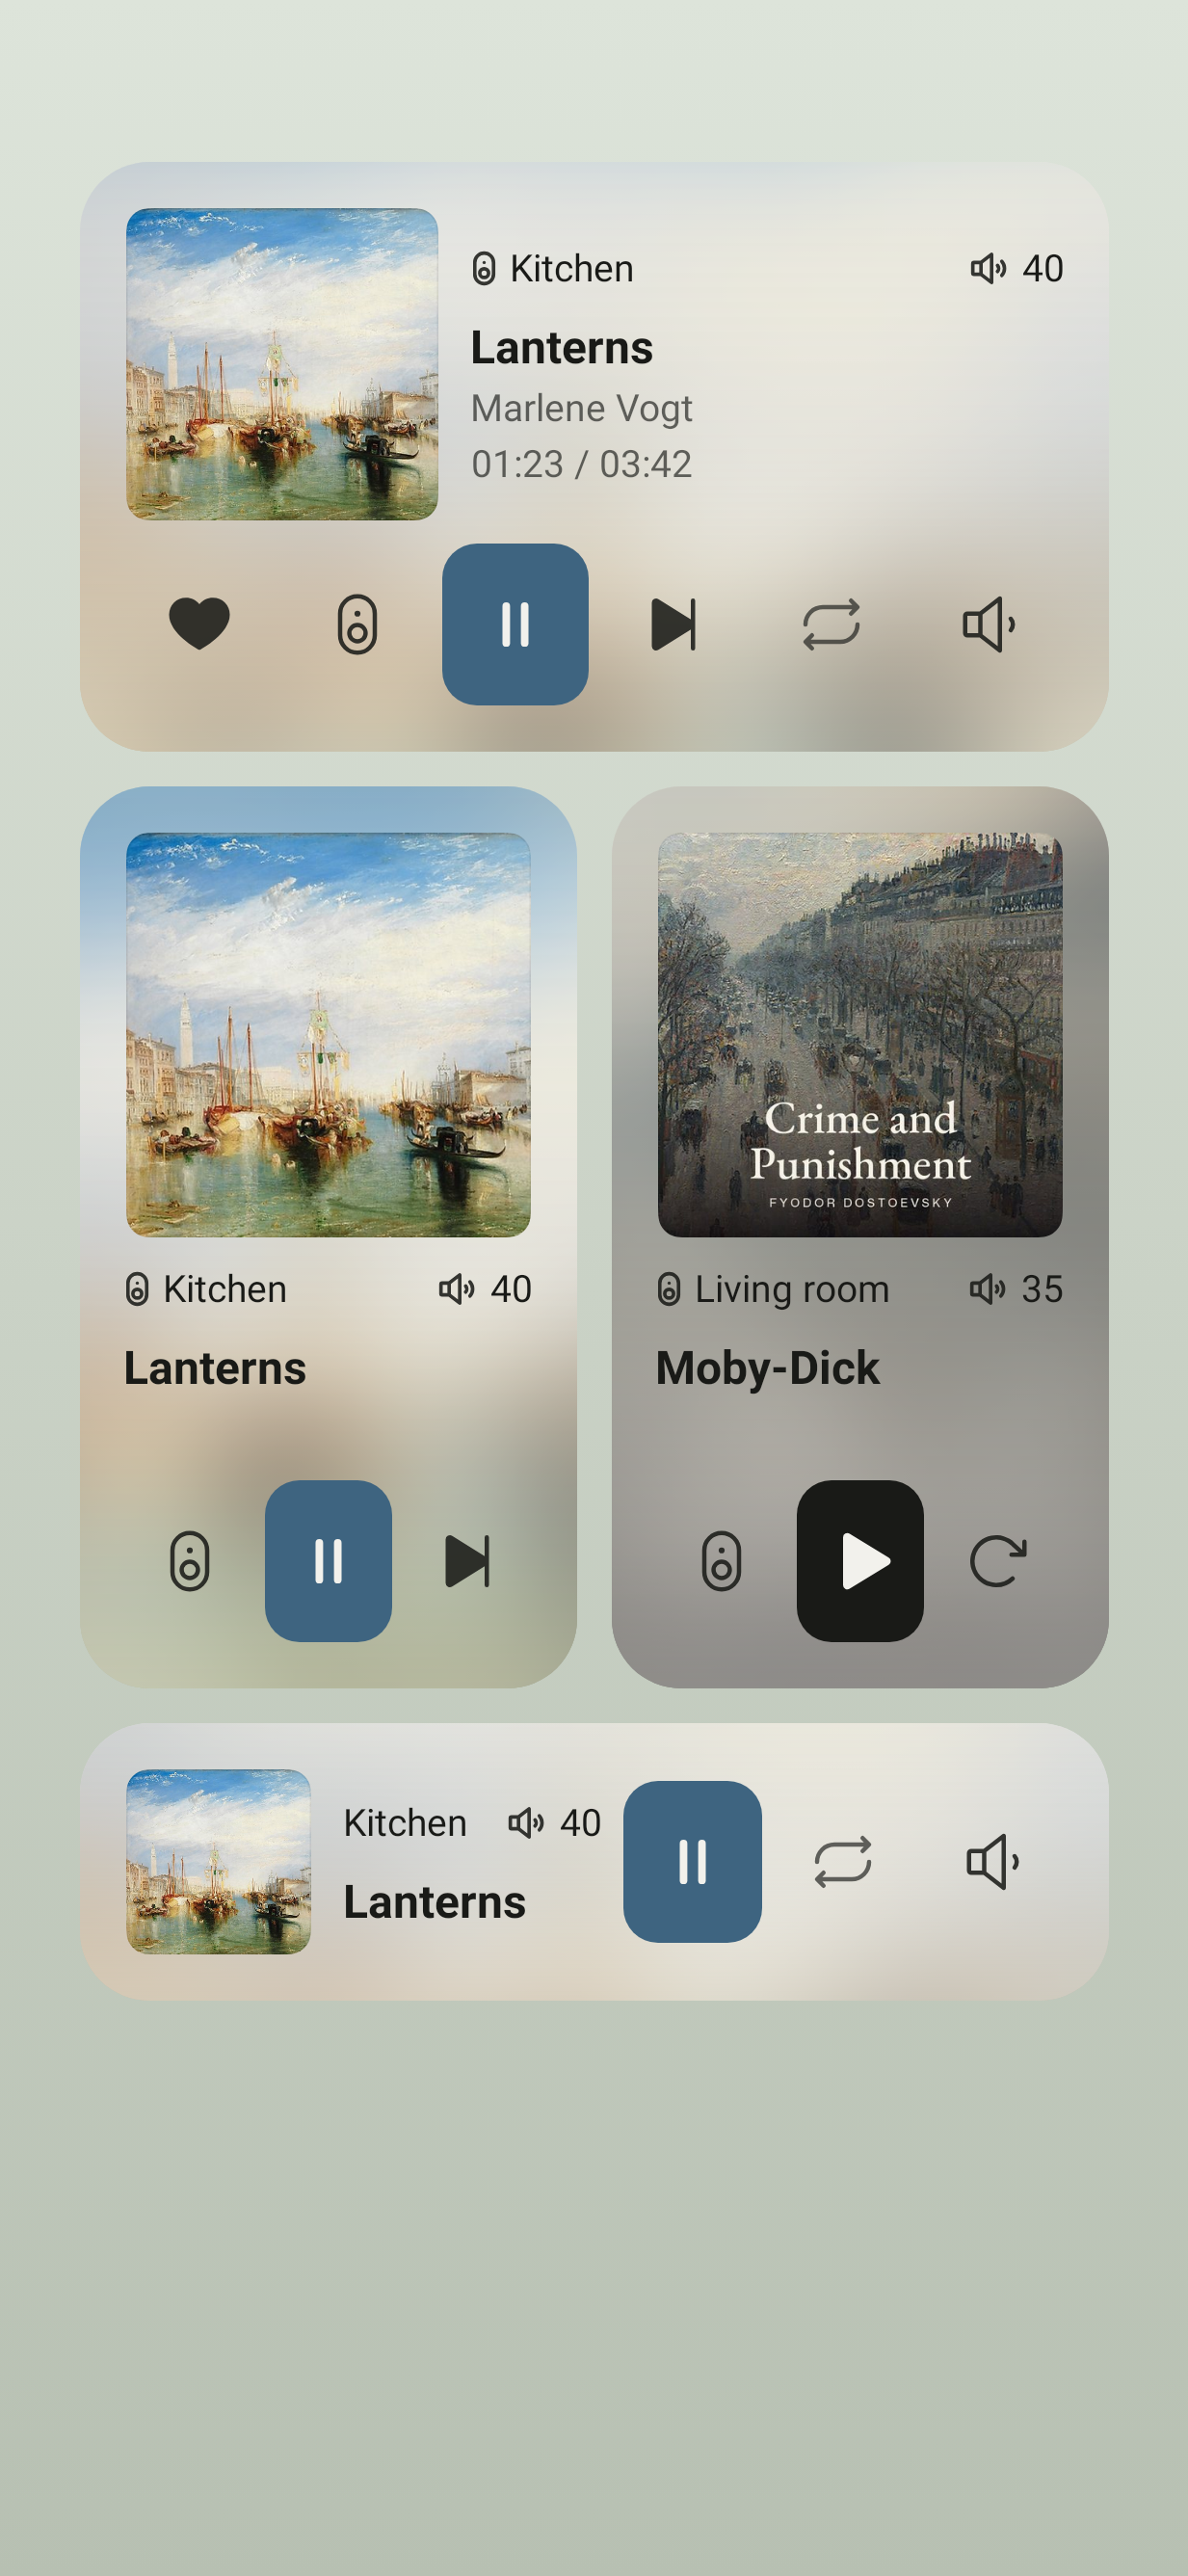 Kitchen 40
Lanterns
Marlene Vogt
01:23 / 03:42
Kitchen 40
Lanterns
Crime and
Punishment
FYODOR DOSTOEVSKY
Living room 35
Moby-Dick
Kitchen 40
Lanterns